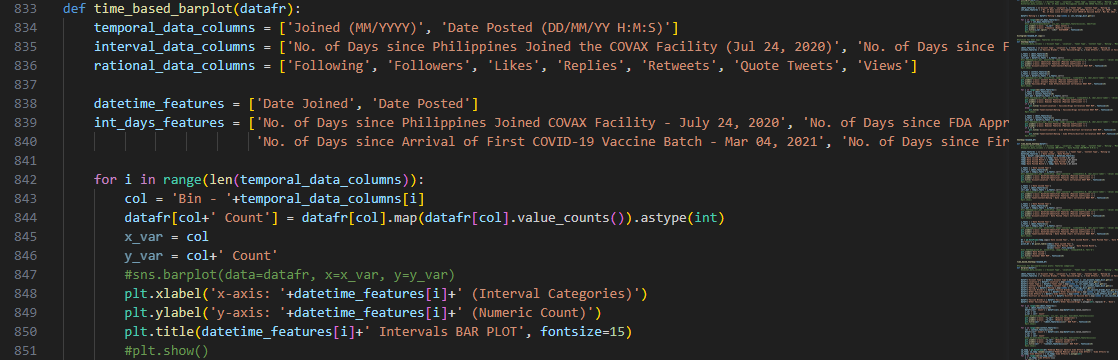 833 def time_based_barplot(datafr):
834 temporal_data_columns = ['Joined (MM/YYYY)', 'Date Posted (DD/MM/YY H:M:S)']
835 interval_data_columns = ['No. of Days since Philippines Joined the COVAX Facility (Jul 24, 2020)', 'No. of Days since F
836 rational_data_columns = ['Following', 'Followers', 'Likes', 'Replies', 'Retweets', 'Quote Tweets', 'Views']
837
838 datetime_features = ['Date Joined', 'Date Posted']
839 int_days_features = ['No. of Days since Philippines Joined COVAX Facility - July 24, 2020', 'No. of Days since FDA Appr
840 'No. of Days since Arrival of First COVID-19 Vaccine Batch - Mar 04, 2021', 'No. of Days since Fir
841
842 for i in range(len(temporal_data_columns)):
843 col = 'Bin - '+temporal_data_columns[i]
844 datafr[col+' Count'] = datafr[col].map(datafr[col].value_counts()).astype(int)
845 x_var = col
846 y_var = col+' Count'
847 #sns.barplot(data=datafr, x=x_var, y=y_var)
848 plt.xlabel('x-axis: '+datetime_features[i]+' (Interval Categories)')
849 plt.ylabel('y-axis: '+datetime_features[i]+' (Numeric Count)')
850 plt.title(datetime_features[i]+' Intervals BAR PLOT', fontsize=15)
851 #plt.show()